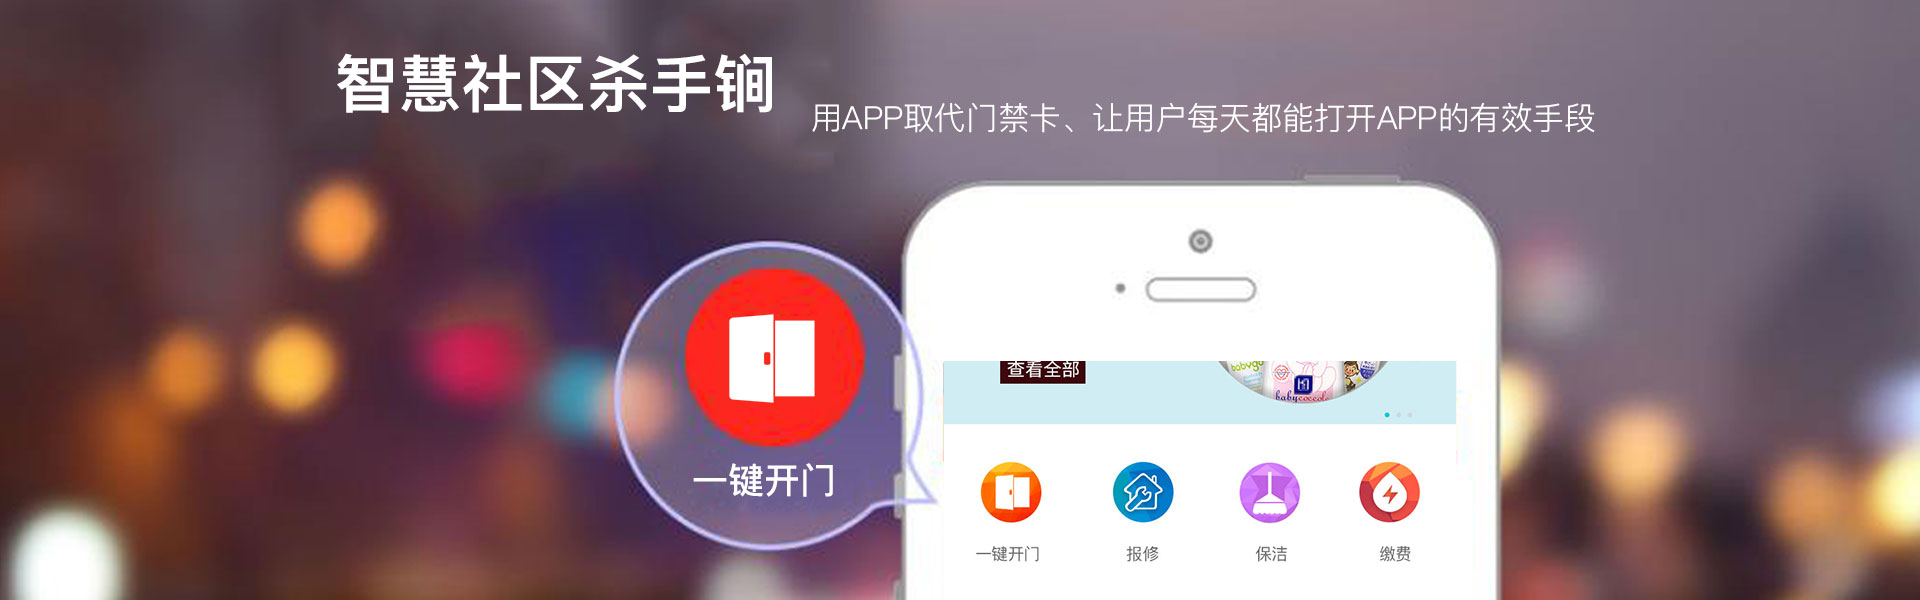 智慧社区杀手锏
用APP取代门禁卡、让用户每天都能打开APP的有效手段
一键开门
查看全部
babycoccole
一键开门
报修
保洁
缴费